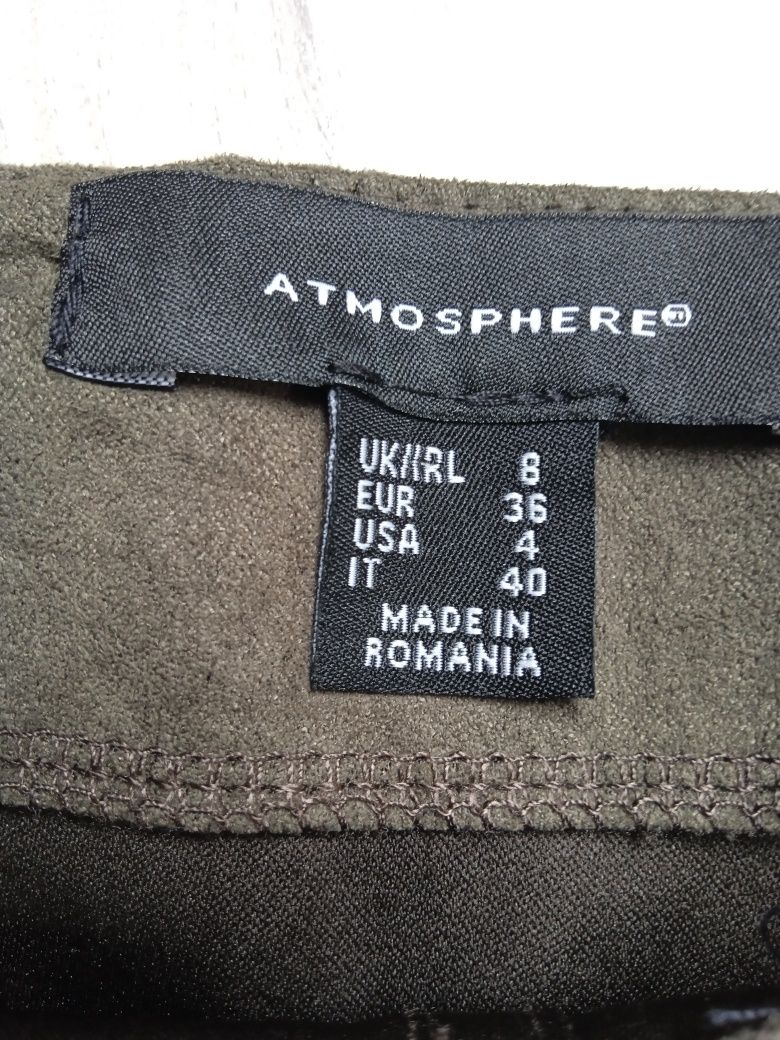 ATMOSPHERE®
UK/IRL 8
EUR 36
USA 4
IT 40
MADE IN
ROMANIA